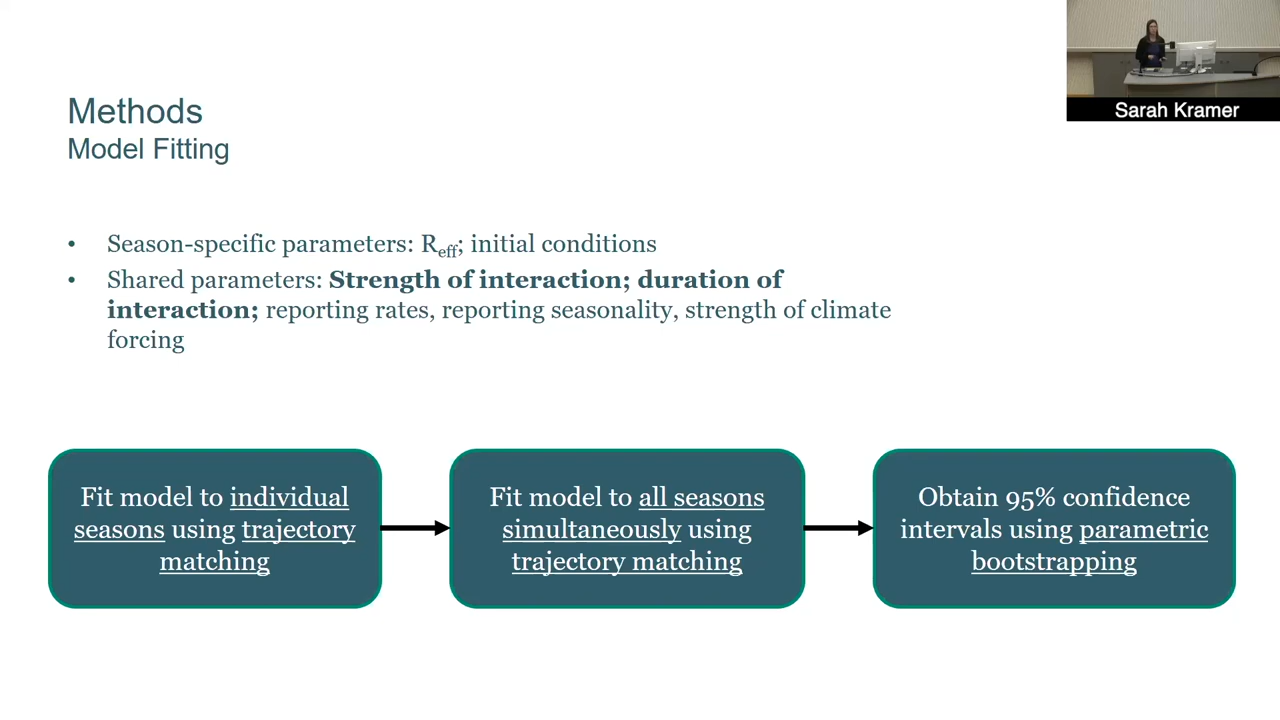 Sarah Kramer
Methods
Model Fitting
• Season-specific parameters: Reff; initial conditions
• Shared parameters: Strength of interaction; duration of
interaction; reporting rates, reporting seasonality, strength of climate
forcing
Fit model to individual
seasons using trajectory
matching
Fit model to all seasons
simultaneously using
trajectory matching
Obtain 95% confidence
intervals using parametric
bootstrapping